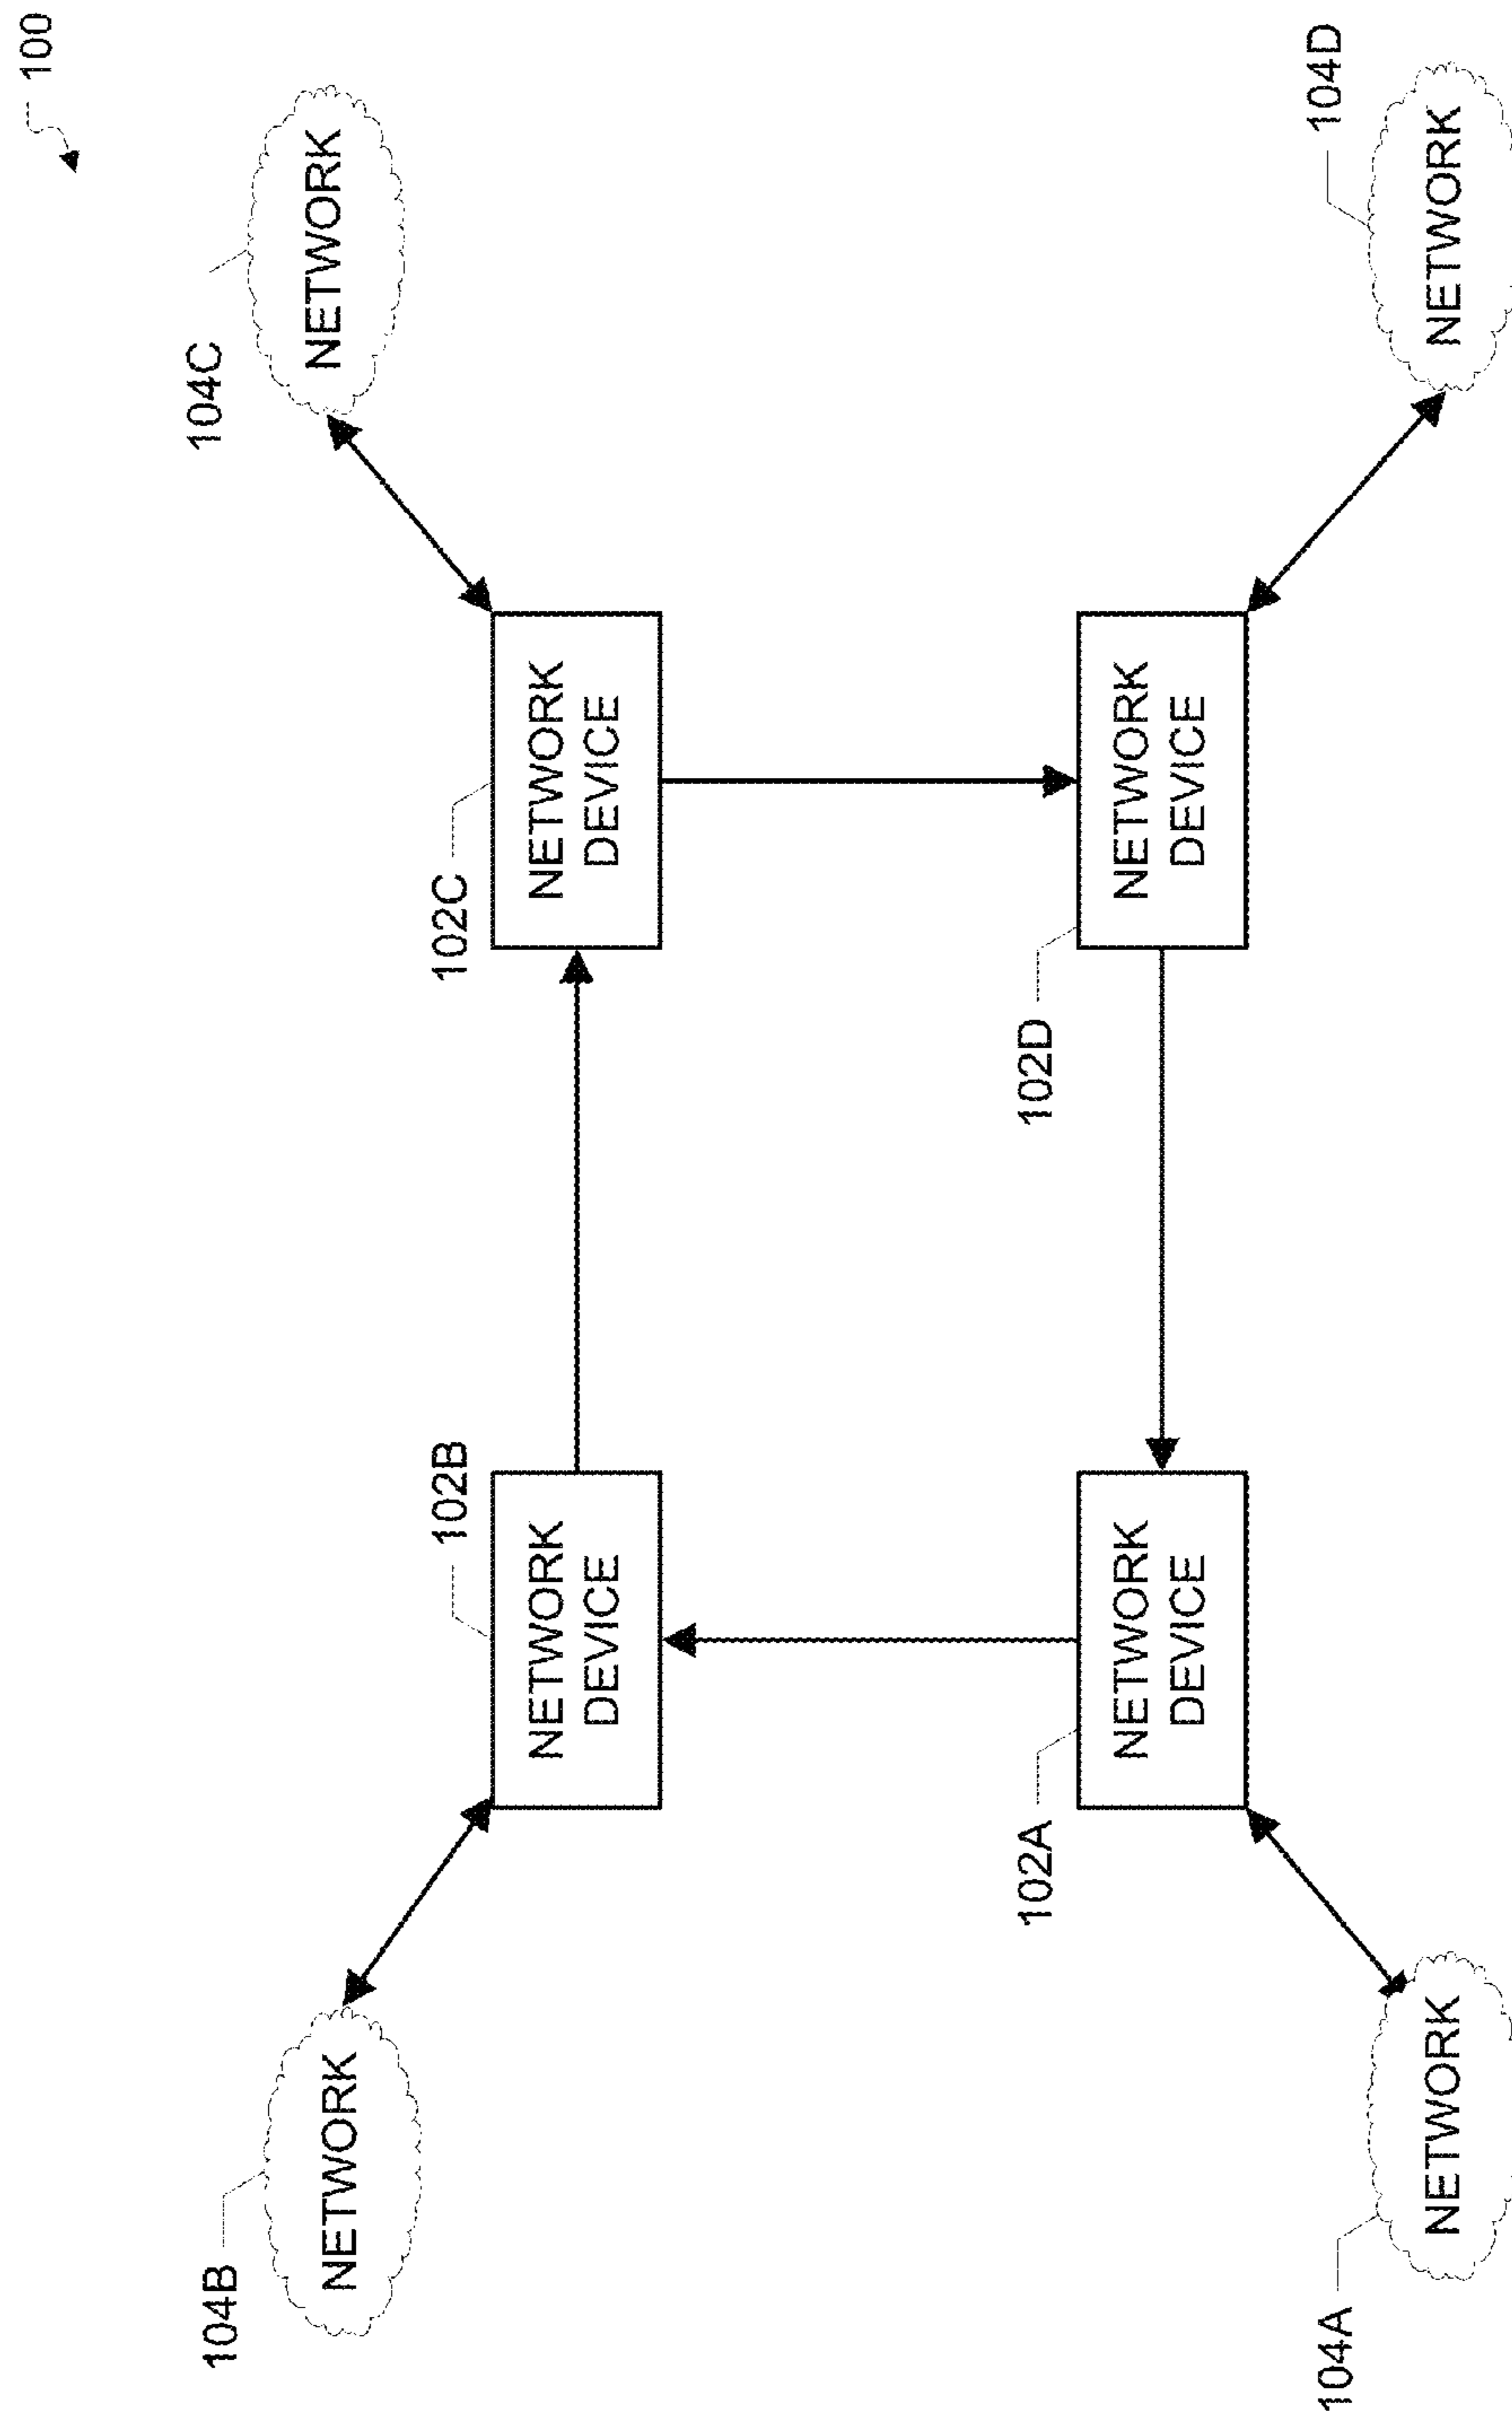 100
104B
NETWORK
104C
NETWORK
102B
NETWORK
DEVICE
102C
NETWORK
DEVICE
102A
NETWORK
DEVICE
102D
NETWORK
DEVICE
104A
NETWORK
104D
NETWORK